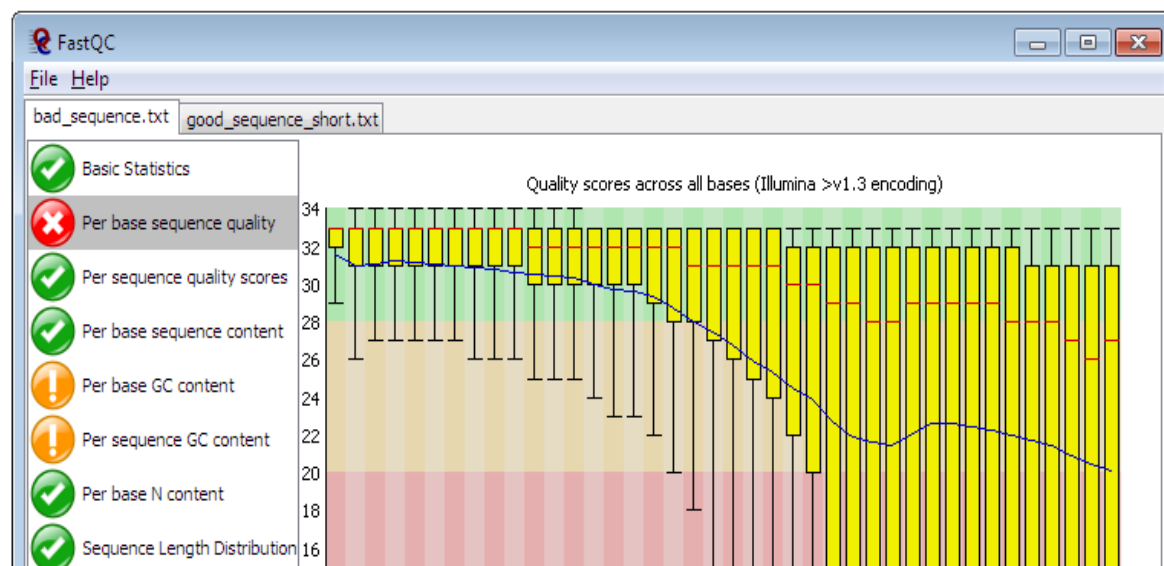 FastQC
File Help
bad_sequence.txt good_sequence_short.txt
Basic Statistics
Per base sequence quality
Per sequence quality scores
Per base sequence content
Per base GC content
Per sequence GC content
Per base N content
Sequence Length Distribution
Quality scores across all bases (Illumina >v1.3 encoding)
34
32
30
28
26
24
22
20
18
16